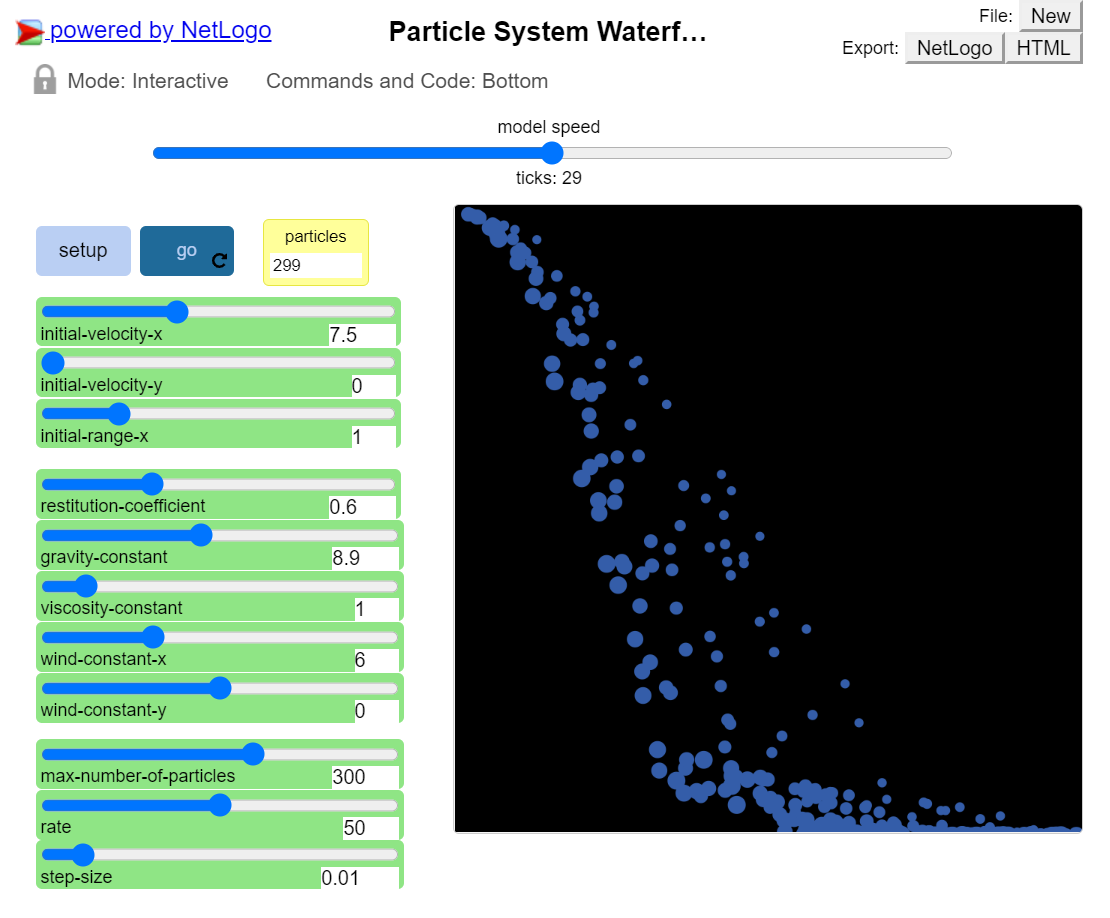 powered by NetLogo
Particle System Waterf...
File: New
Export: NetLogo HTML
Mode: Interactive
Commands and Code: Bottom
model speed
ticks: 29
setup
go
particles
299
initial-velocity-x 7.5
initial-velocity-y 0
initial-range-x 1
restitution-coefficient 0.6
gravity-constant 8.9
viscosity-constant 1
wind-constant-x 6
wind-constant-y 0
max-number-of-particles 300
rate 50
step-size 0.01